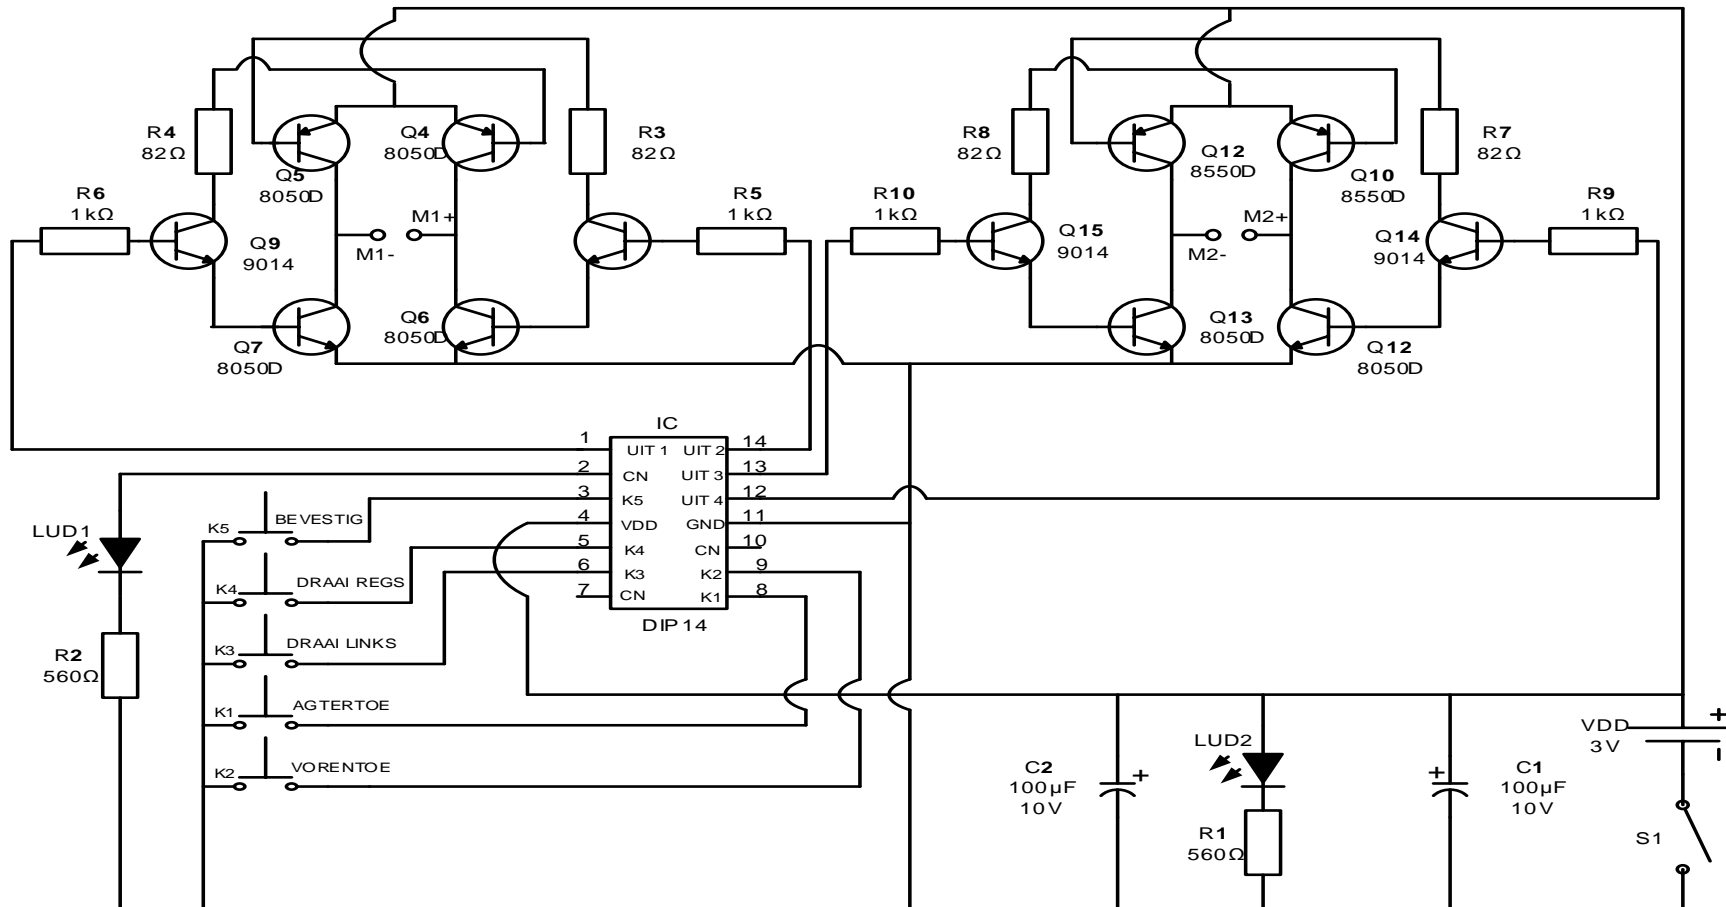 R4
82Ω
Q5
8050D
Q4
8050D
R3
82Ω
R6
1kΩ
Q9
9014
M1+
M1-
R5
1kΩ
Q7
8050D
Q6
8050D
R8
82Ω
Q12
8550D
Q10
8550D
R7
82Ω
R10
1kΩ
Q15
9014
M2+
M2-
Q14
9014
R9
1kΩ
Q13
8050D
Q12
8050D
IC
1 UIT 1 UIT 2 14
2 CN UIT 3 13
3 K5 UIT 4 12
4 VDD GND 11
5 K4 CN 10
6 K3 K2 9
7 CN K1 8
DIP14
LUD1
R2
560Ω
K5 BEVESTIG
K4 DRAAI REGS
K3 DRAAI LINKS
K1 AGTERTOE
K2 VORENTOE
C2
100µF
10V
+
LUD2
R1
560Ω
+
C1
100µF
10V
VDD
3V
+
-
S1